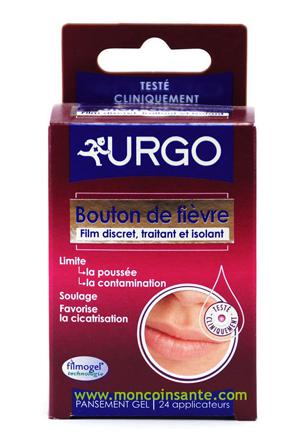 TESTÉ
CLINIQUEMENT
URGO
Bouton de fièvre
Film discret, traitant et isolant
Limite
la poussée
la contamination
Soulage
Favorise
la cicatrisation
TESTÉ
CLINIQUEMENT
filmogel®
technologie
www.moncoinsante.com
PANSEMENT GEL | 24 applicateurs